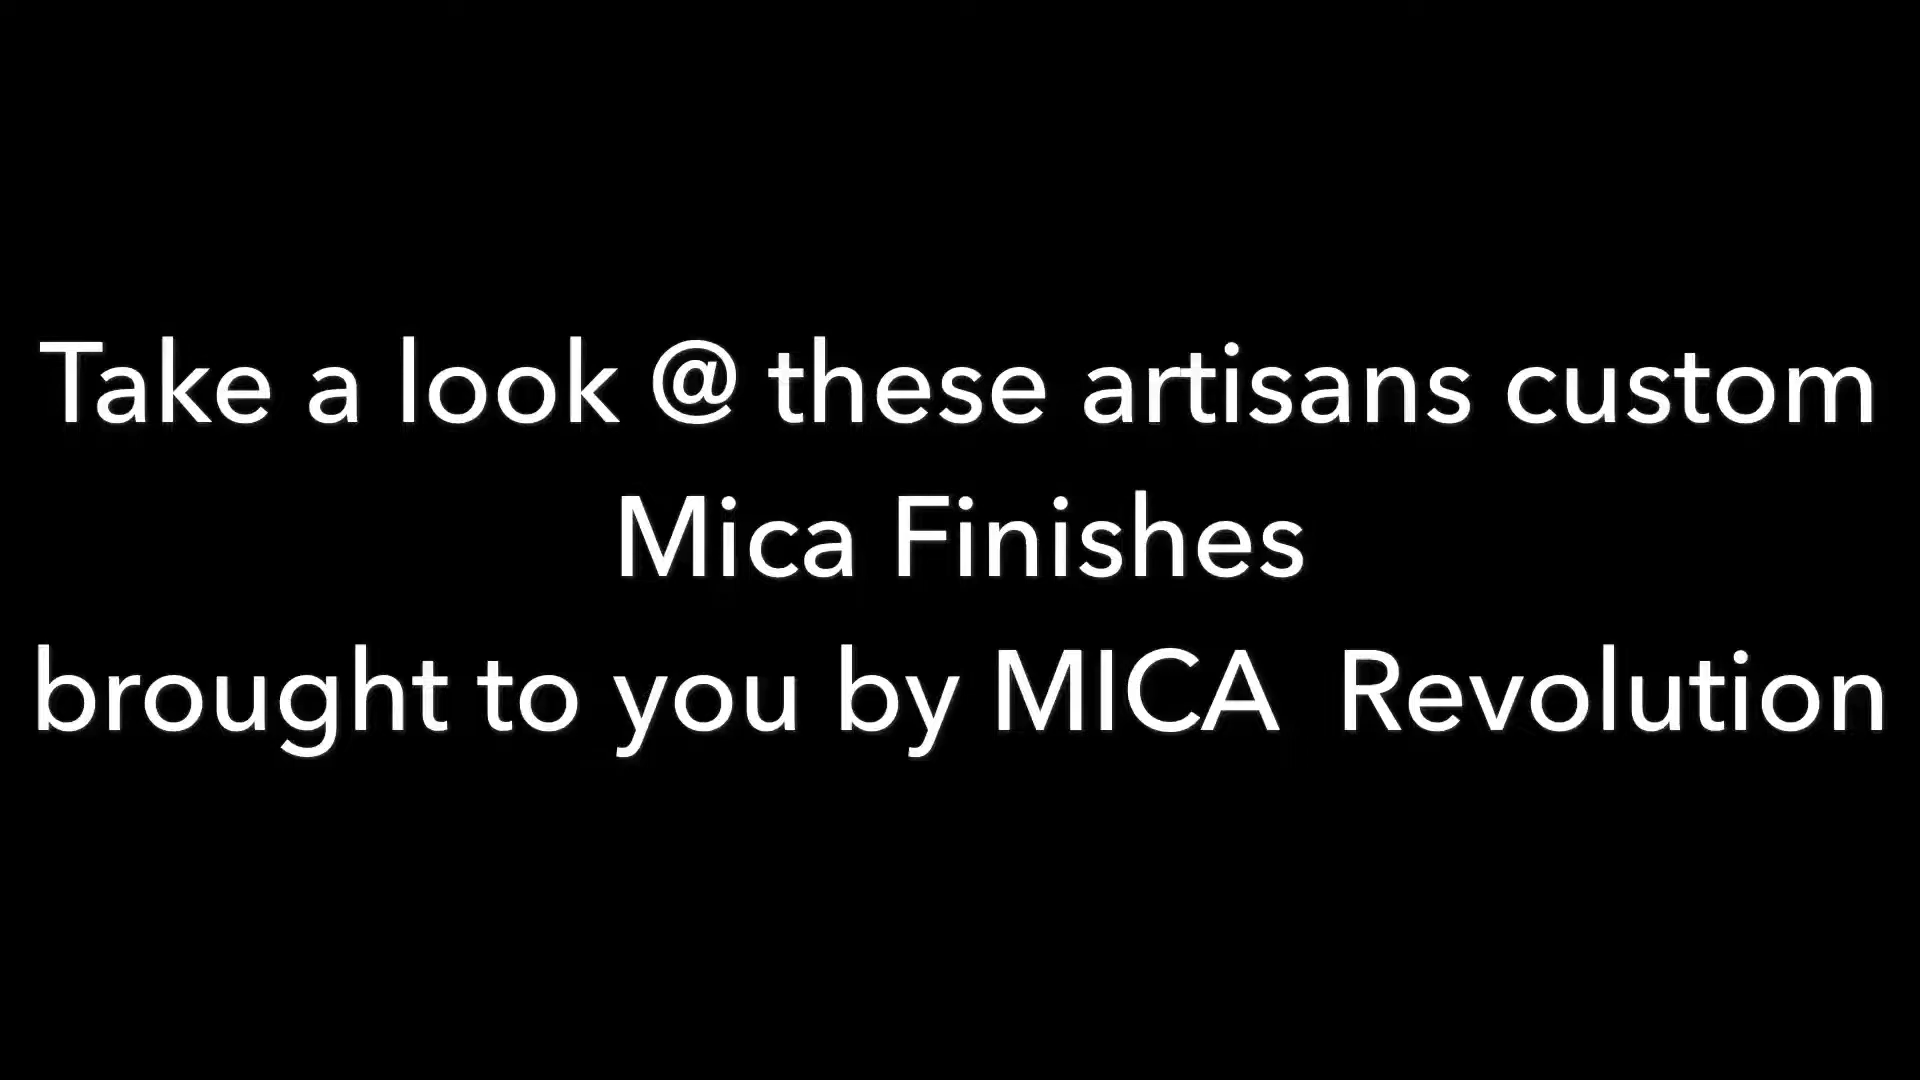 Take a look @ these artisans custom
Mica Finishes
brought to you by MICA  Revolution